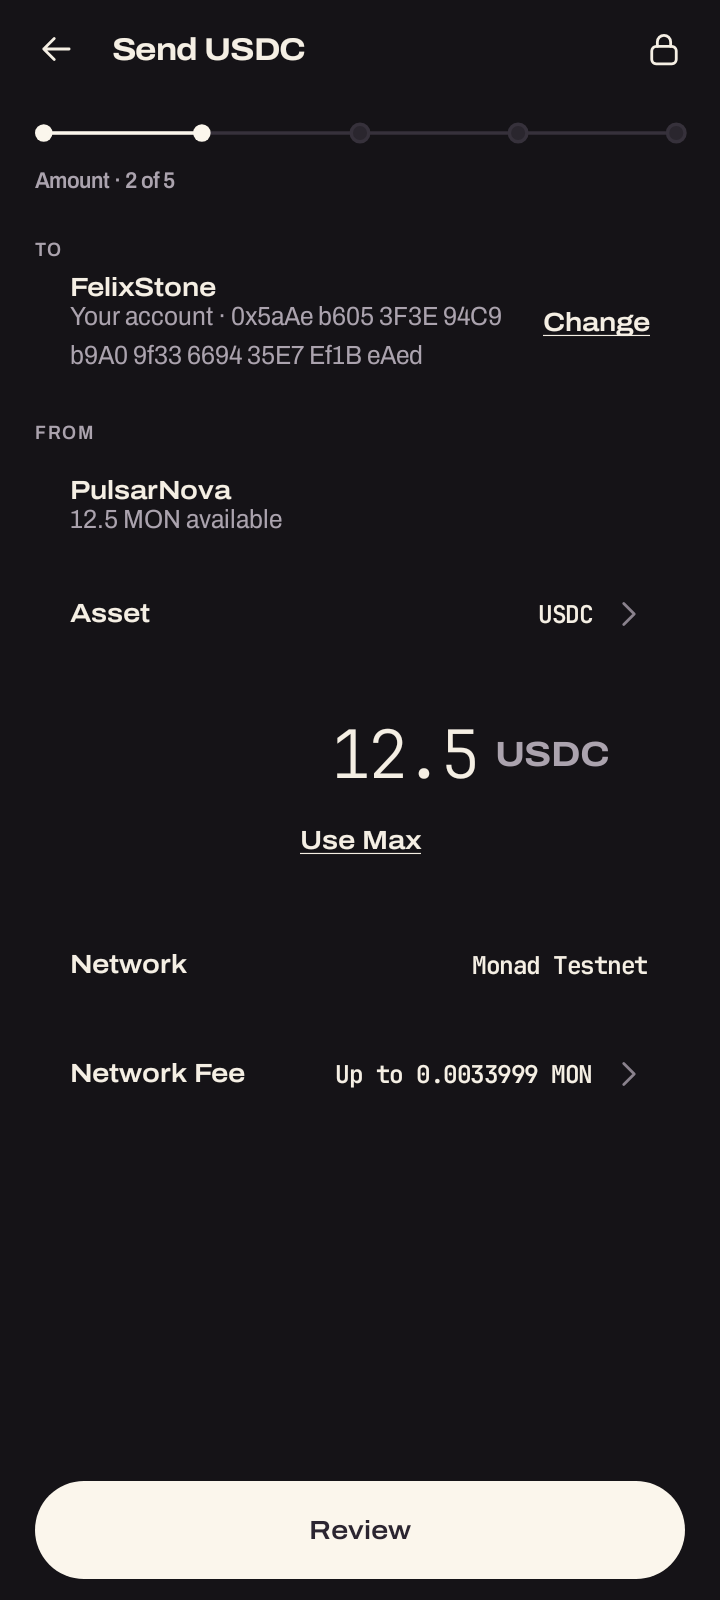 Send USDC
Amount · 2 of 5
TO
FelixStone
Your account · 0x5aAe b605 3F3E 94C9
b9A0 9f33 6694 35E7 Ef1B eAed
Change
FROM
PulsarNova
12.5 MON available
Asset USDC
12.5 USDC
Use Max
Network Monad Testnet
Network Fee Up to 0.0033999 MON
Review